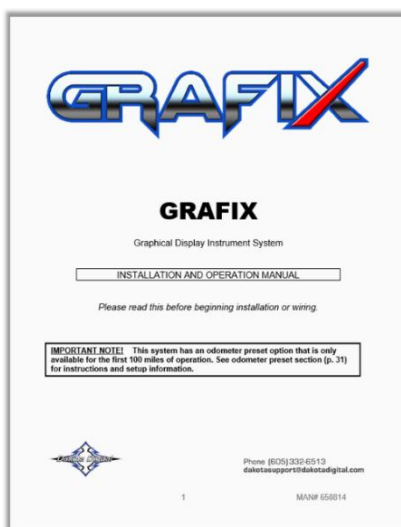 GRAFIX
GRAFIX
Graphical Display Instrument System
INSTALLATION AND OPERATION MANUAL
Please read this before beginning installation or wiring.
IMPORTANT NOTE! This system has an odometer preset option that is only
available for the first 100 miles of operation. See odometer preset section (p. 31)
for instructions and setup information.
Dakota Digital
Phone (605)332-6513
dakotasupport@dakotadigital.com
1
MAN# 650814